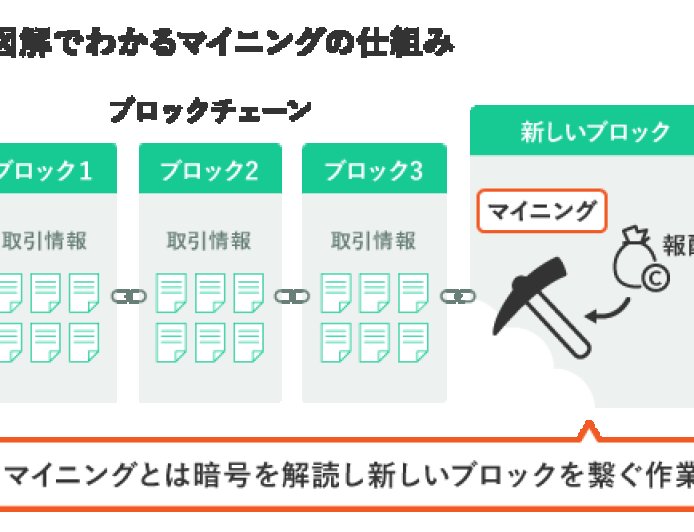 図解でわかるマイニングの仕組み
ブロックチェーン
新しいブロック
ブロック1
ブロック2
ブロック3
マイニング
取引情報
取引情報
取引情報
報酬
C
マイニングとは暗号を解読し新しいブロックを繋ぐ作業